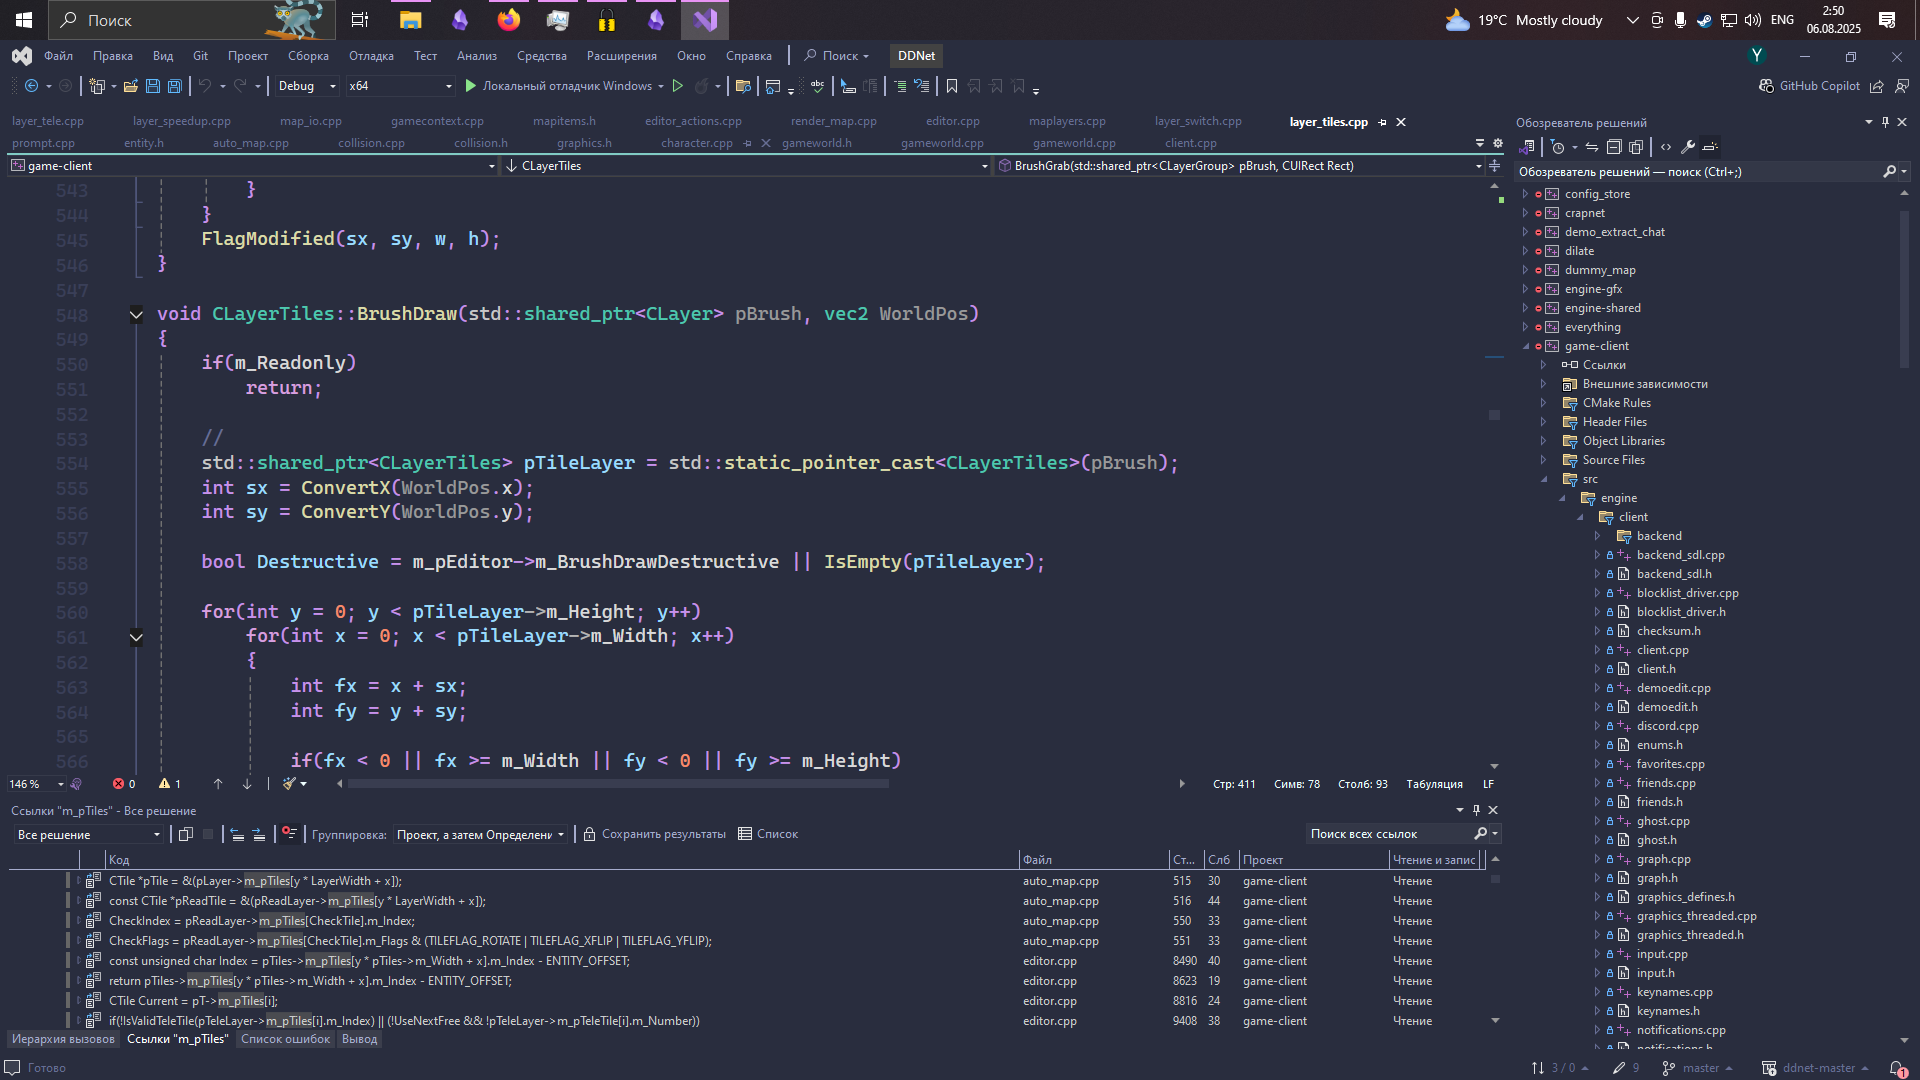 Поиск
19°C Mostly cloudy
ENG
2:50
06.08.2025
Файл Правка Вид Git Проект Сборка Отладка Тест Анализ Средства Расширения Окно Справка Поиск DDNet
Y
Debug x64 Локальный отладчик Windows
GitHub Copilot
layer_tele.cpp layer_speedup.cpp map_io.cpp gamecontext.cpp mapitems.h editor_actions.cpp render_map.cpp editor.cpp maplayers.cpp layer_switch.cpp layer_tiles.cpp
prompt.cpp entity.h auto_map.cpp collision.cpp collision.h graphics.h character.cpp gameworld.h gameworld.cpp gameworld.cpp client.cpp
game-client CLayerTiles BrushGrab(std::shared_ptr<CLayerGroup> pBrush, CUIRect Rect)
543 }
544 }
545 FlagModified(sx, sy, w, h);
546 }
547
548 void CLayerTiles::BrushDraw(std::shared_ptr<CLayer> pBrush, vec2 WorldPos)
549 {
550 if(m_Readonly)
551 return;
552
553 //
554 std::shared_ptr<CLayerTiles> pTileLayer = std::static_pointer_cast<CLayerTiles>(pBrush);
555 int sx = ConvertX(WorldPos.x);
556 int sy = ConvertY(WorldPos.y);
557
558 bool Destructive = m_pEditor->m_BrushDrawDestructive || IsEmpty(pTileLayer);
559
560 for(int y = 0; y < pTileLayer->m_Height; y++)
561 for(int x = 0; x < pTileLayer->m_Width; x++)
562 {
563 int fx = x + sx;
564 int fy = y + sy;
565
566 if(fx < 0 || fx >= m_Width || fy < 0 || fy >= m_Height)
146 % 0 1 Стр: 411 Симв: 78 Столб: 93 Табуляция LF
Ссылки "m_pTiles" - Все решение
Все решение Группировка: Проект, а затем Определени Сохранить результаты Список Поиск всех ссылок
Код Файл Ст... Слб Проект Чтение и запис
CTile *pTile = &(pLayer->m_pTiles[y * LayerWidth + x]); auto_map.cpp 515 30 game-client Чтение
const CTile *pReadTile = &(pReadLayer->m_pTiles[y * LayerWidth + x]); auto_map.cpp 516 44 game-client Чтение
CheckIndex = pReadLayer->m_pTiles[CheckTile].m_Index; auto_map.cpp 550 33 game-client Чтение
CheckFlags = pReadLayer->m_pTiles[CheckTile].m_Flags & (TILEFLAG_ROTATE | TILEFLAG_XFLIP | TILEFLAG_YFLIP); auto_map.cpp 551 33 game-client Чтение
const unsigned char Index = pTiles->m_pTiles[y * pTiles->m_Width + x].m_Index - ENTITY_OFFSET; editor.cpp 8490 40 game-client Чтение
return pTiles->m_pTiles[y * pTiles->m_Width + x].m_Index - ENTITY_OFFSET; editor.cpp 8623 19 game-client Чтение
CTile Current = pT->m_pTiles[i]; editor.cpp 8816 24 game-client Чтение
if(!IsValidTeleTile(pTeleLayer->m_pTiles[i].m_Index) || (!UseNextFree && !pTeleLayer->m_pTeleTile[i].m_Number)) editor.cpp 9408 38 game-client Чтение
Иерархия вызовов Ссылки "m_pTiles" Список ошибок Вывод
Обозреватель решений
Обозреватель решений — поиск (Ctrl+;)
config_store
crapnet
demo_extract_chat
dilate
dummy_map
engine-gfx
engine-shared
everything
game-client
Ссылки
Внешние зависимости
CMake Rules
Header Files
Object Libraries
Source Files
src
engine
client
backend
backend_sdl.cpp
backend_sdl.h
blocklist_driver.cpp
blocklist_driver.h
checksum.h
client.cpp
client.h
demoedit.cpp
demoedit.h
discord.cpp
enums.h
favorites.cpp
friends.cpp
friends.h
ghost.cpp
ghost.h
graph.cpp
graph.h
graphics_defines.h
graphics_threaded.cpp
graphics_threaded.h
input.cpp
input.h
keynames.cpp
keynames.h
notifications.cpp
notifications.h
Готово 3 / 0 9 master ddnet-master 1